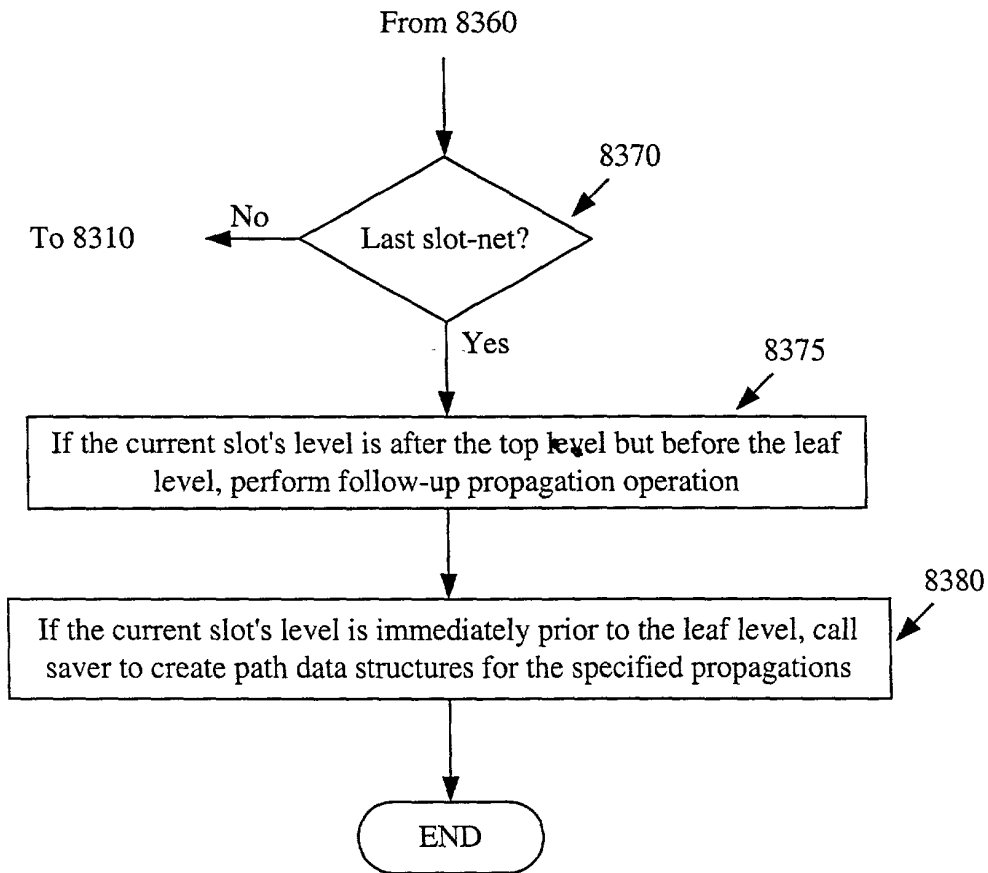 From 8360
8370
No
To 8310
Last slot-net?
Yes
8375
If the current slot's level is after the top level but before the leaf
level, perform follow-up propagation operation
8380
If the current slot's level is immediately prior to the leaf level, call
saver to create path data structures for the specified propagations
END